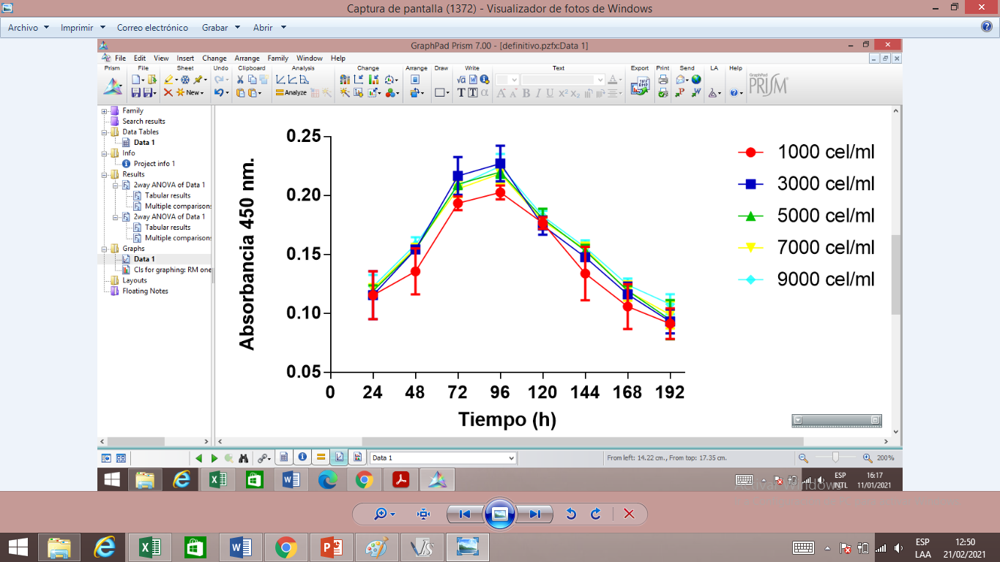 Captura de pantalla (1372) - Visualizador de fotos de Windows
Archivo Imprimir Correo electrónico Grabar Abrir
GraphPad Prism 7.00 - [definitivo.pzfx:Data 1]
File Edit View Insert Change Arrange Family Window Help
Prism File Sheet Undo Clipboard Analysis Change Arrange Draw Write Text Export Print Send LA Help
New
Analyze
GraphPad
PRISM
Family
Search results
Data Tables
Data 1
Info
Project info 1
Results
2way ANOVA of Data 1
Tabular results
Multiple comparisons
2way ANOVA of Data 1
Tabular results
Multiple comparisons
Graphs
Data 1
CIs for graphing: RM one
Layouts
Floating Notes
Absorbancia 450 nm.
0.25
0.20
0.15
0.10
0.05
0 24 48 72 96 120 144 168 192
Tiempo (h)
1000 cel/ml
3000 cel/ml
5000 cel/ml
7000 cel/ml
9000 cel/ml
Data 1
From left: 14.22 cm., From top: 17.35 cm.
200%
Activar Windows
ESP 16:17
INTL 11/01/2021
ESP 12:50
LAA 21/02/2021